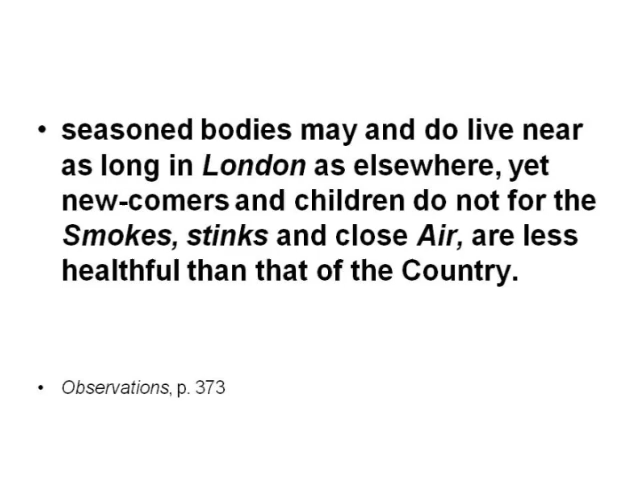 • seasoned bodies may and do live near
as long in London as elsewhere, yet
new-comers and children do not for the
Smokes, stinks and close Air, are less
healthful than that of the Country.
• Observations, p. 373